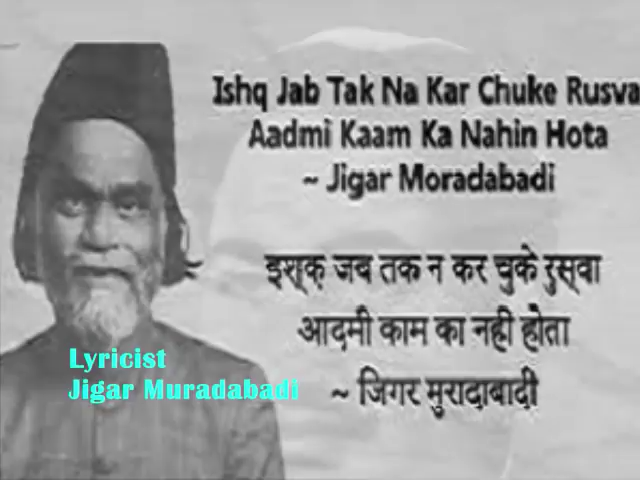 Ishq Jab Tak Na Kar Chuke Rusva
Aadmi Kaam Ka Nahin Hota
~ Jigar Moradabadi
इश्क़ जब तक न कर चुके रुस्वा
आदमी काम का नही होता
~ जिगर मुरादाबादी
Lyricist
Jigar Muradabadi